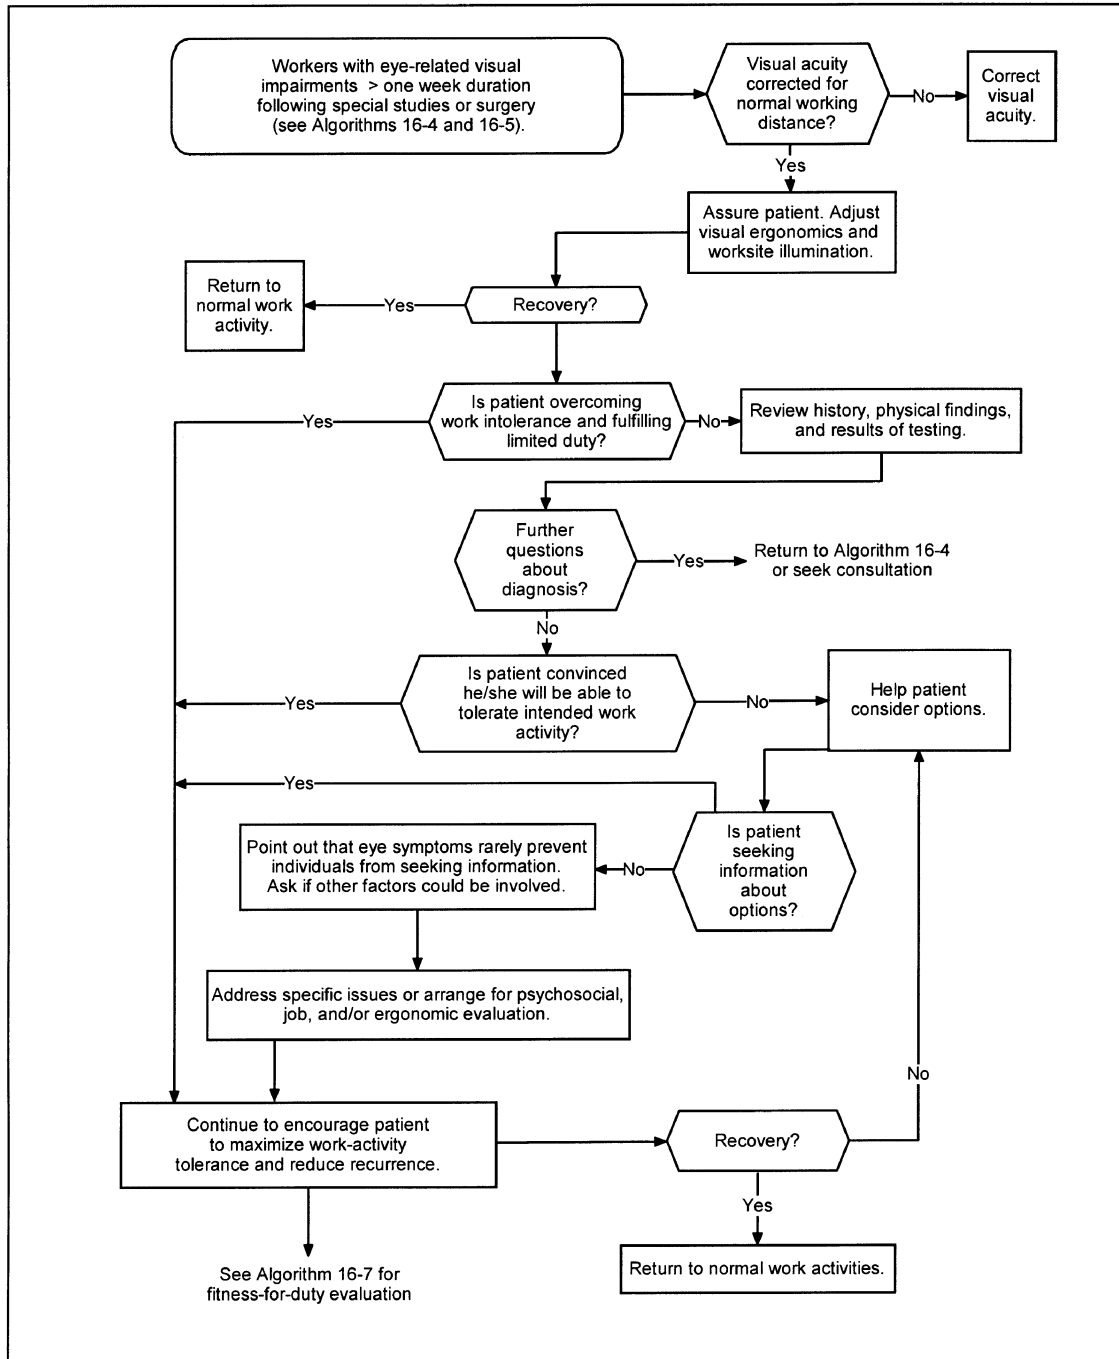 Workers with eye-related visual
impairments > one week duration
following special studies or surgery
(see Algorithms 16-4 and 16-5).
Visual acuity
corrected for
normal working
distance?
No
Correct
visual
acuity.
Yes
Assure patient. Adjust
visual ergonomics and
worksite illumination.
Return to
normal work
activity.
Yes
Recovery?
Yes
Is patient overcoming
work intolerance and fulfilling
limited duty?
No
Review history, physical findings,
and results of testing.
Further
questions
about
diagnosis?
Yes
Return to Algorithm 16-4
or seek consultation
No
Yes
Is patient convinced
he/she will be able to
tolerate intended work
activity?
No
Help patient
consider options.
Yes
Is patient
seeking
information
about
options?
No
Point out that eye symptoms rarely prevent
individuals from seeking information.
Ask if other factors could be involved.
Address specific issues or arrange for psychosocial,
job, and/or ergonomic evaluation.
No
Continue to encourage patient
to maximize work-activity
tolerance and reduce recurrence.
Recovery?
Yes
Return to normal work activities.
See Algorithm 16-7 for
fitness-for-duty evaluation